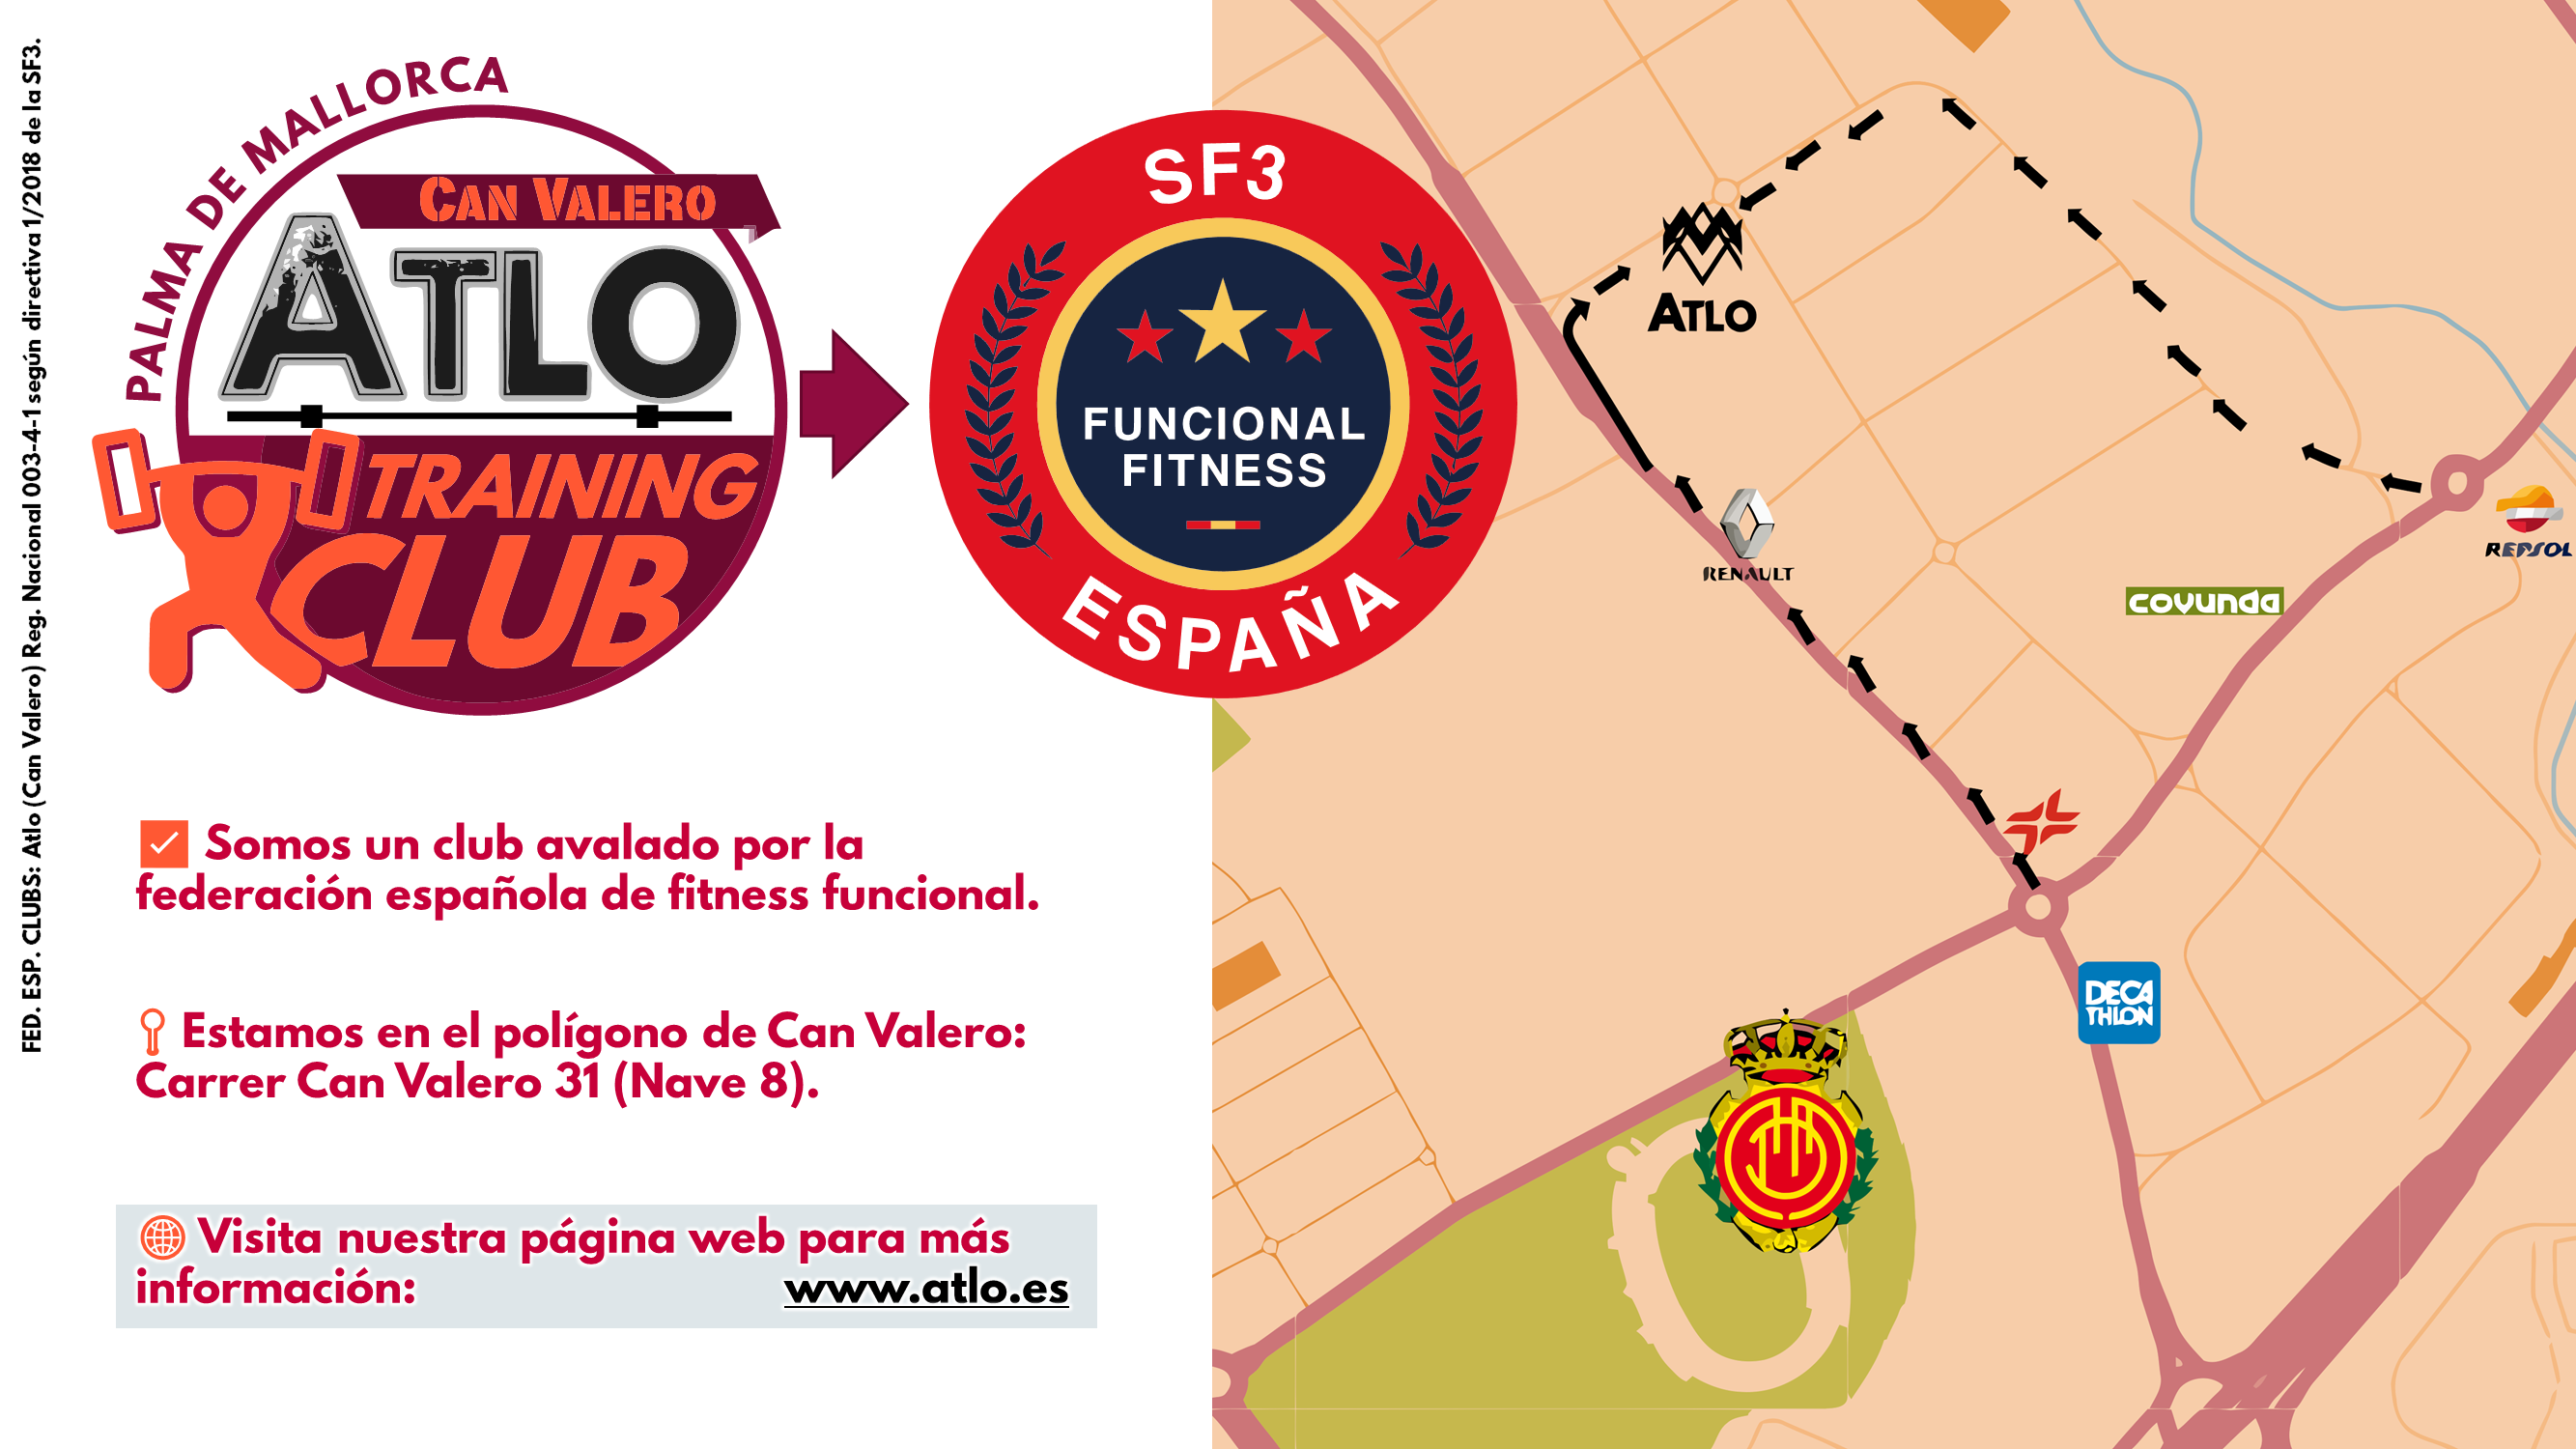 FED. ESP. CLUBS: Atlo (Can Valero) Reg. Nacional 003-4-1 según directiva 1/2018 de la SF3.
PALMA DE MALLORCA
CAN VALERO
ATLO
TRAINING
CLUB
SF3
FUNCIONAL
FITNESS
ESPAÑA
Somos un club avalado por la
federación española de fitness funcional.
Estamos en el polígono de Can Valero:
Carrer Can Valero 31 (Nave 8).
Visita nuestra página web para más
información: www.atlo.es
ATLO
RENAULT
REPSOL
covunda
DECA
THLON